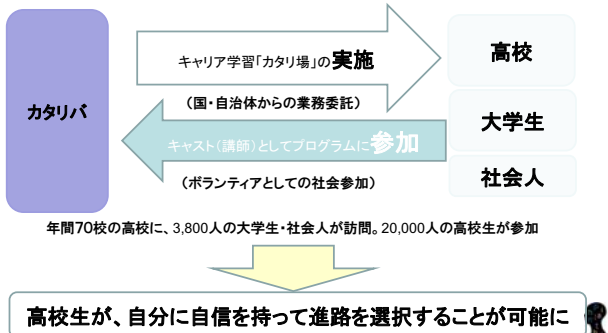 キャリア学習「カタリ場」の実施
高校
カタリバ
(国・自治体からの業務委託)
大学生
キャスト(講師)としてプログラムに参加
(ボランティアとしての社会参加)
社会人
年間70校の高校に、3,800人の大学生・社会人が訪問。20,000人の高校生が参加
高校生が、自分に自信を持って進路を選択することが可能に